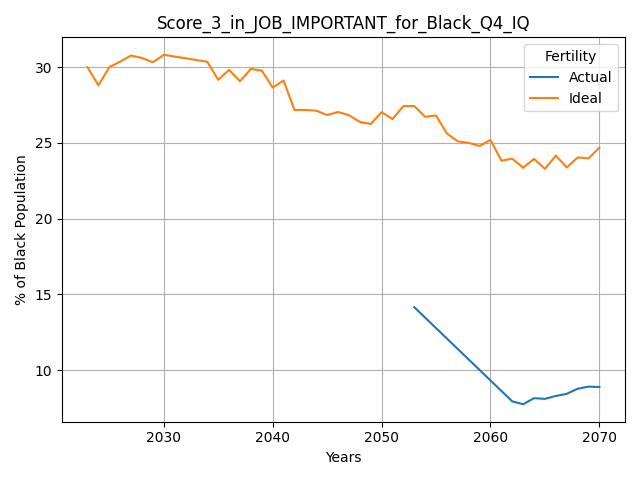 Score_3_in_JOB_IMPORTANT_for_Black_Q4_IQ
Fertility
Actual
Ideal
% of Black Population
30
25
20
15
10
2030
2040
2050
2060
2070
Years